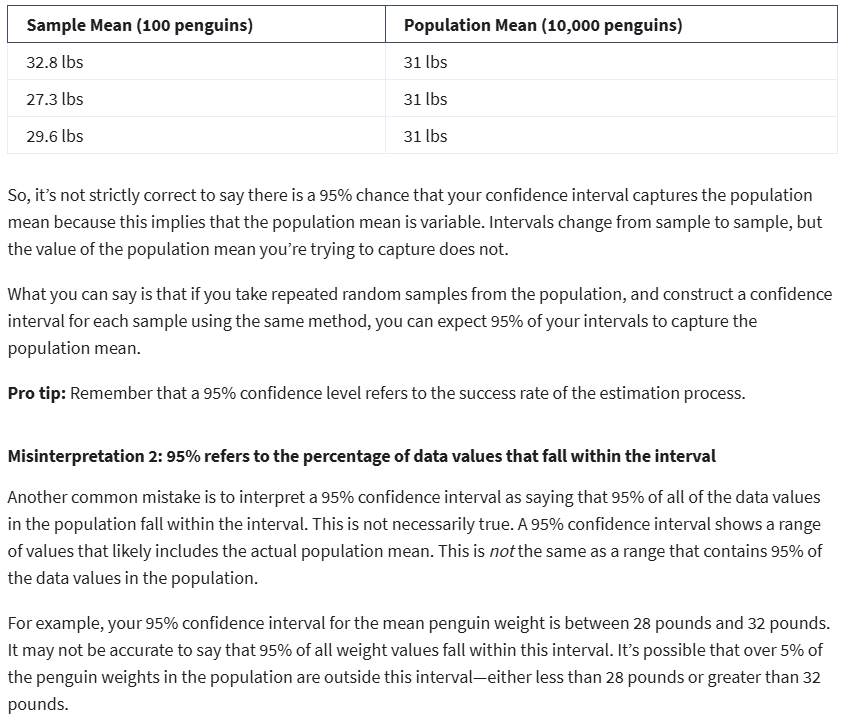 Sample Mean (100 penguins) Population Mean (10,000 penguins)
32.8 lbs 31 lbs
27.3 lbs 31 lbs
29.6 lbs 31 lbs
So, it’s not strictly correct to say there is a 95% chance that your confidence interval captures the population
mean because this implies that the population mean is variable. Intervals change from sample to sample, but
the value of the population mean you’re trying to capture does not.
What you can say is that if you take repeated random samples from the population, and construct a confidence
interval for each sample using the same method, you can expect 95% of your intervals to capture the
population mean.
Pro tip: Remember that a 95% confidence level refers to the success rate of the estimation process.
Misinterpretation 2: 95% refers to the percentage of data values that fall within the interval
Another common mistake is to interpret a 95% confidence interval as saying that 95% of all of the data values
in the population fall within the interval. This is not necessarily true. A 95% confidence interval shows a range
of values that likely includes the actual population mean. This is not the same as a range that contains 95% of
the data values in the population.
For example, your 95% confidence interval for the mean penguin weight is between 28 pounds and 32 pounds.
It may not be accurate to say that 95% of all weight values fall within this interval. It’s possible that over 5% of
the penguin weights in the population are outside this interval—either less than 28 pounds or greater than 32
pounds.